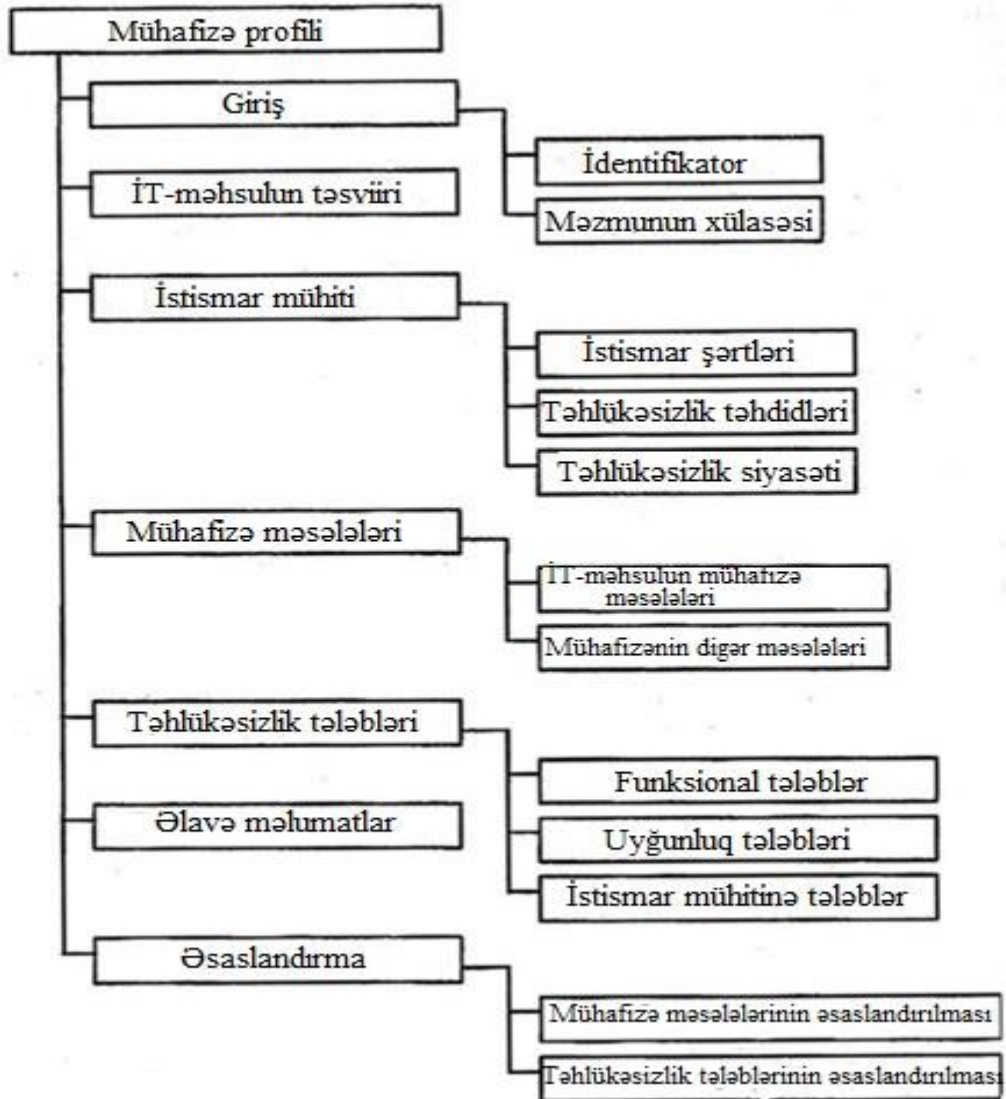 Mühafizə profili
Giriş
İdentifikator
Məzmunun xülasəsi
İT-məhsulun təsviiri
İstismar mühiti
İstismar şərtləri
Təhlükəsizlik təhdidləri
Təhlükəsizlik siyasəti
Mühafizə məsələləri
İT-məhsulun mühafizə
məsələləri
Mühafizənin digər məsələləri
Təhlükəsizlik tələbləri
Funksional tələblər
Uyğunluq tələbləri
İstismar mühitinə tələblər
Əlavə məlumatlar
Əsaslandırma
Mühafizə məsələlərinin əsaslandırılması
Təhlükəsizlik tələblərinin əsaslandırılması